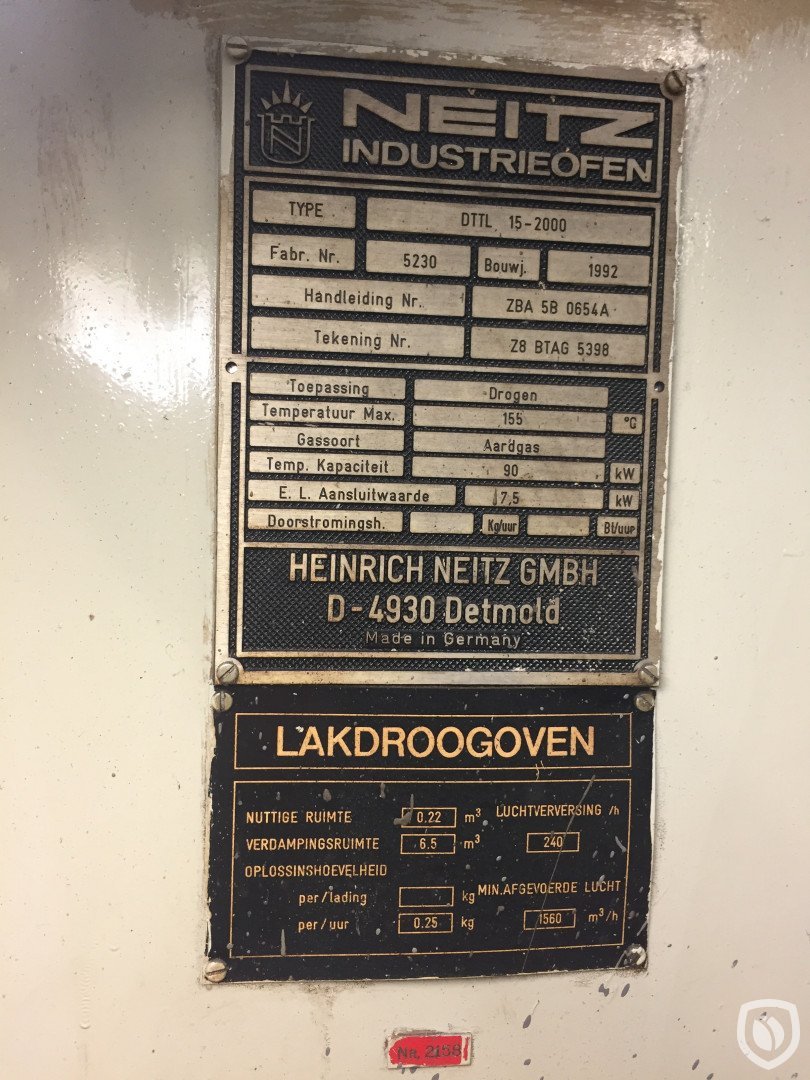 N
NEITZ
INDUSTRIEÖFEN
TYPE DTTL 15-2000
Fabr. Nr. 5230 Bouwj. 1992
Handleiding Nr. ZBA 5B 0654A
Tekening Nr. Z8 BTAG 5398
Toepassing Drogen
Temperatuur Max. 155 °C
Gassoort Aardgas
Temp. Kapaciteit 90 kW
E. L. Aansluitwaarde 7,5 kW
Doorstromingsh. Kg/uur Bt/uur
HEINRICH NEITZ GMBH
D-4930 Detmold
Made in Germany
LAKDROOGOVEN
NUTTIGE RUIMTE 0.22 m³ LUCHTVERVERSING /h
VERDAMPINGSRUIMTE 6.5 m³ 240
OPLOSSINSHOEVELHEID
per/lading kg MIN.AFGEVOERDE LUCHT
per/uur 0.25 kg 1560 m³/h
Nr. 2158